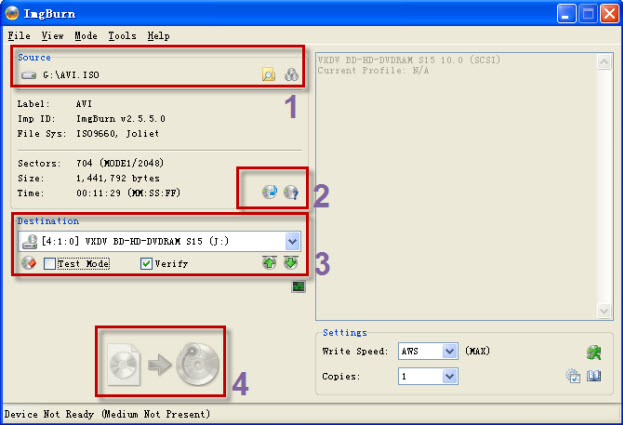 ImgBurn
File View Mode Tools Help
Source
G:\AVI.ISO
1
Label: AVI
Imp ID: ImgBurn v2.5.5.0
File Sys: ISO9660, Joliet
Sectors: 704 (MODE1/2048)
Size: 1,441,792 bytes
Time: 00:11:29 (MM:SS:FF)
2
Destination
[4:1:0] VXDV BD-HD-DVDRAM S15 (J:)
Test Mode Verify
3
4
VXDV BD-HD-DVDRAM S15 10.0 (SCSI)
Current Profile: N/A
Settings
Write Speed: AWS (MAX)
Copies: 1
Device Not Ready (Medium Not Present)